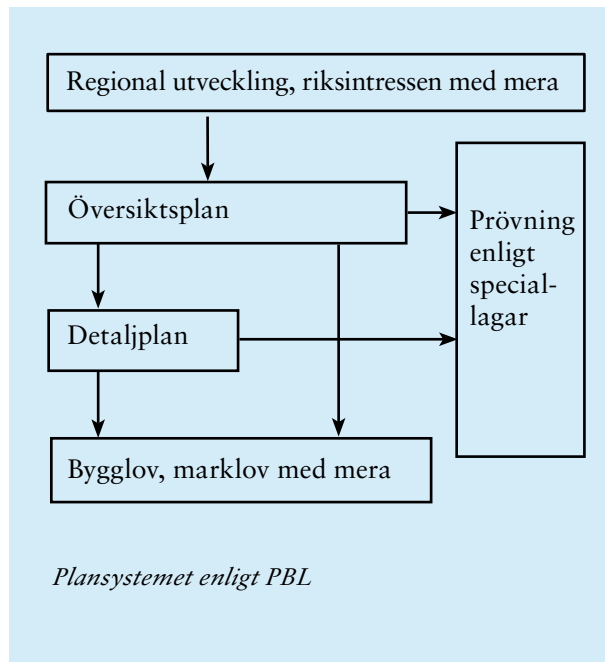 Regional utveckling, riksintressen med mera
Översiktsplan
Prövning
enligt
special-
lagar
Detaljplan
Bygglov, marklov med mera
Plansystemet enligt PBL